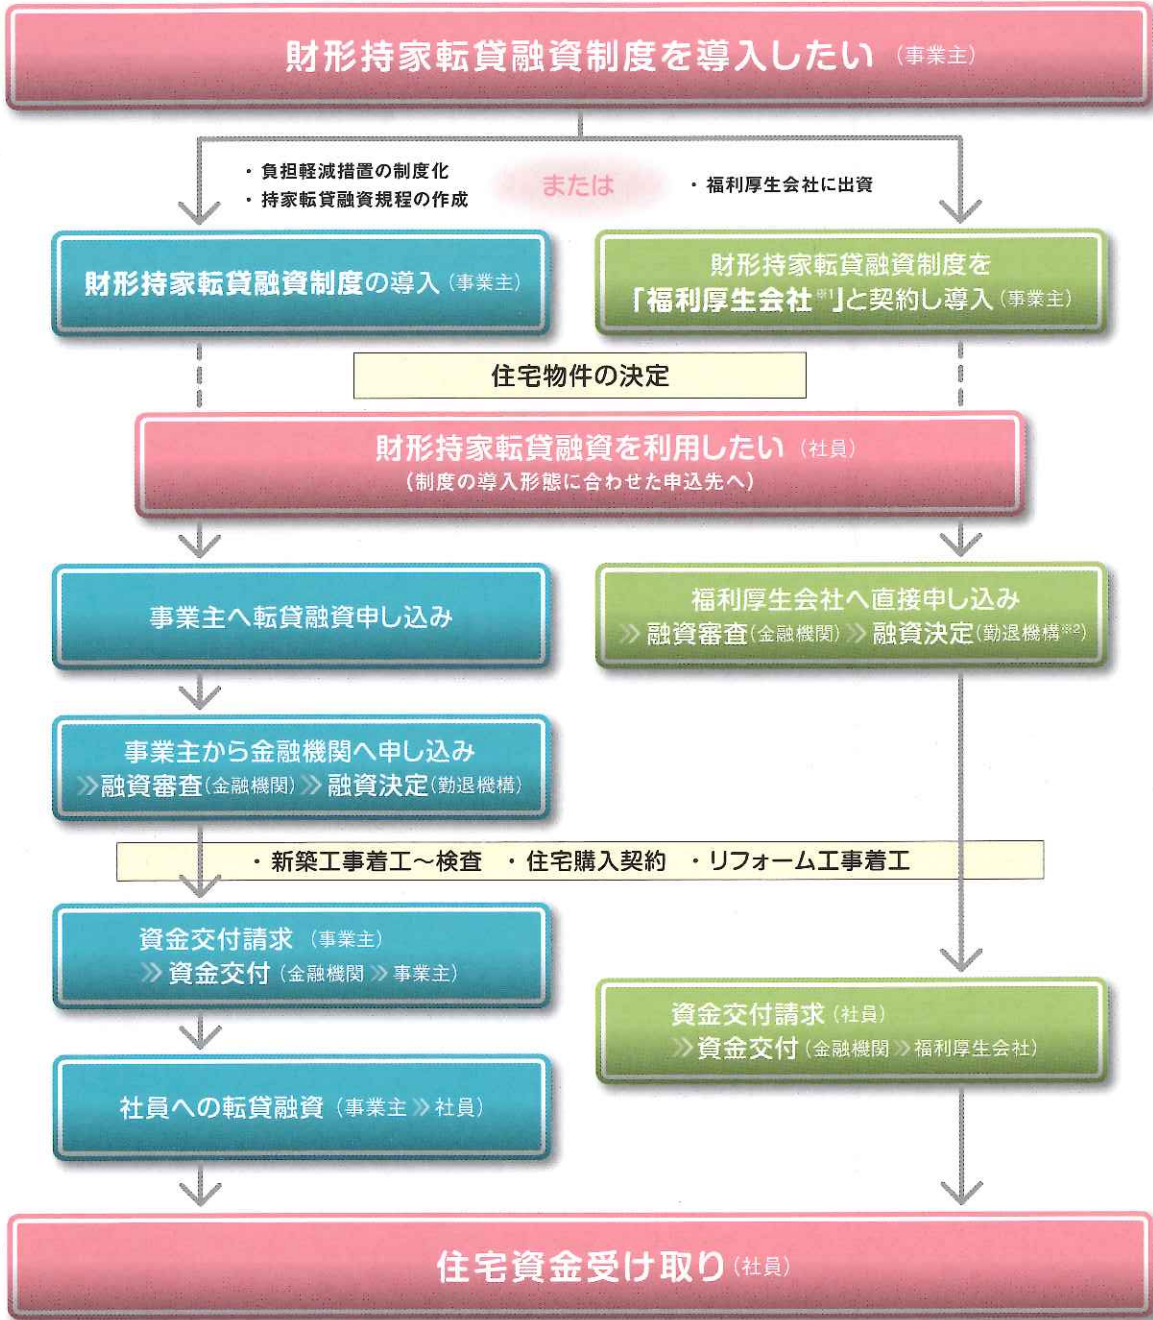 財形持家転貸融資制度を導入したい（事業主）
・負担軽減措置の制度化
・持家転貸融資規程の作成
または
・福利厚生会社に出資
財形持家転貸融資制度の導入（事業主）
財形持家転貸融資制度を
「福利厚生会社※1」と契約し導入（事業主）
住宅物件の決定
財形持家転貸融資を利用したい（社員）
（制度の導入形態に合わせた申込先へ）
事業主へ転貸融資申し込み
福利厚生会社へ直接申し込み
≫融資審査（金融機関）≫融資決定（勤退機構※2）
事業主から金融機関へ申し込み
≫融資審査（金融機関）≫融資決定（勤退機構）
・新築工事着工～検査 ・住宅購入契約 ・リフォーム工事着工
資金交付請求（事業主）
≫資金交付（金融機関≫事業主）
資金交付請求（社員）
≫資金交付（金融機関≫福利厚生会社）
社員への転貸融資（事業主≫社員）
住宅資金受け取り（社員）